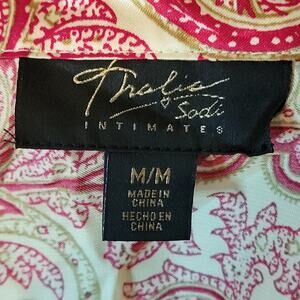 Thalia
Sodi
INTIMATES
M/M
MADE IN
CHINA
HECHO EN
CHINA